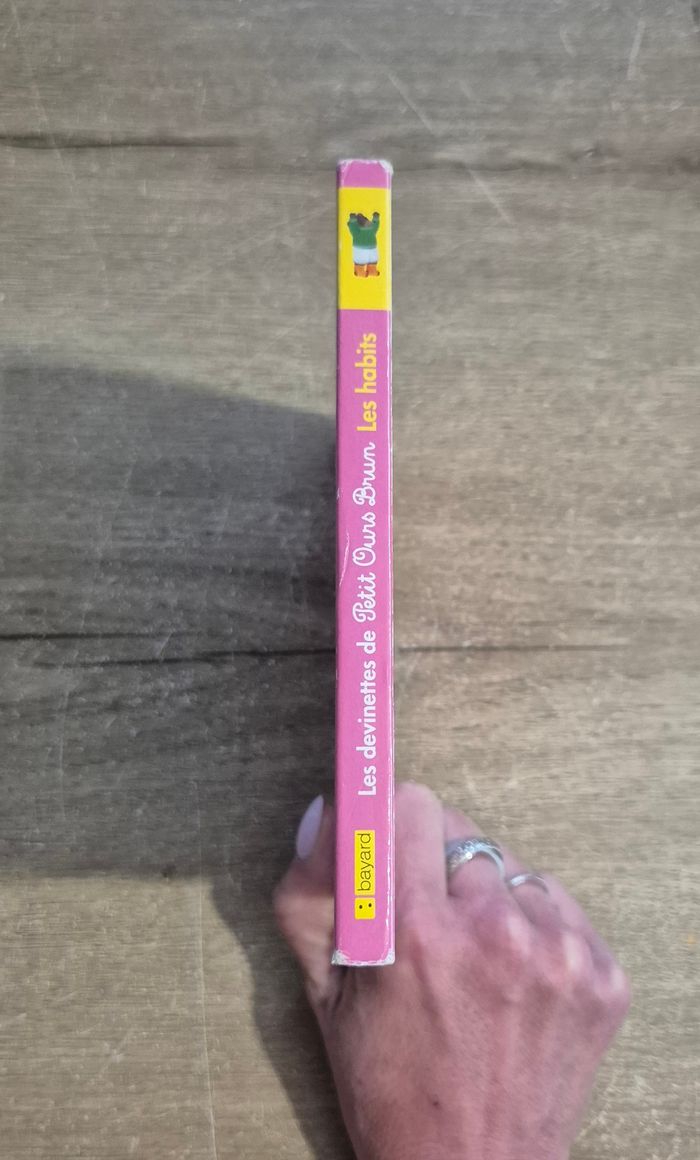 Les devinettes de Petit Ours Brun Les habits
bayard